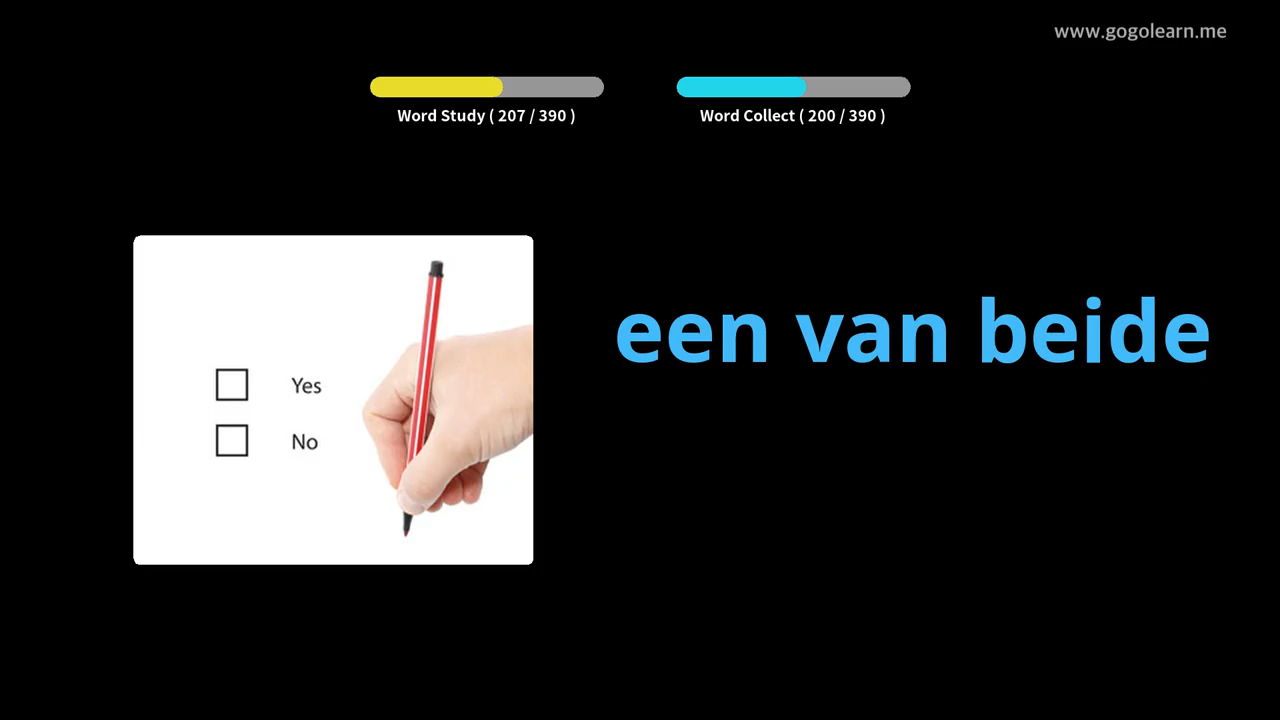 www.gogolearn.me
Word Study ( 207 / 390 )
Word Collect ( 200 / 390 )
een van beide
Yes
No